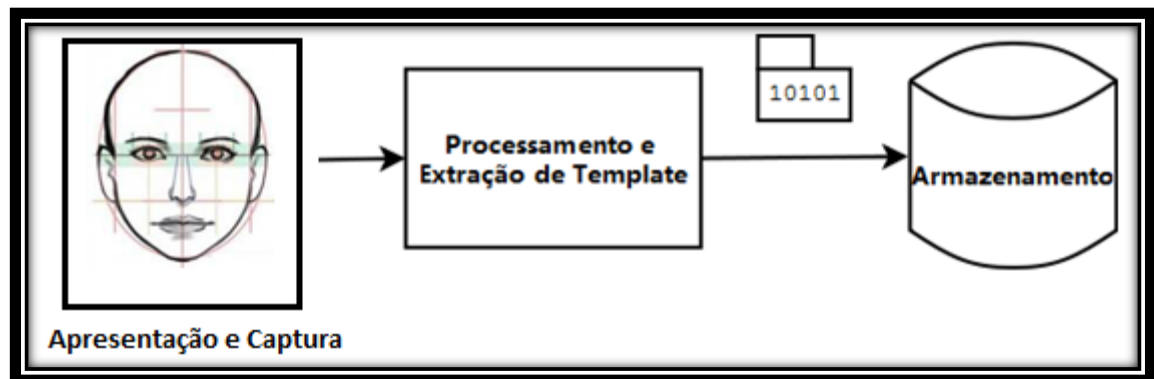 Apresentação e Captura
Processamento e
Extração de Template
10101
Armazenamento